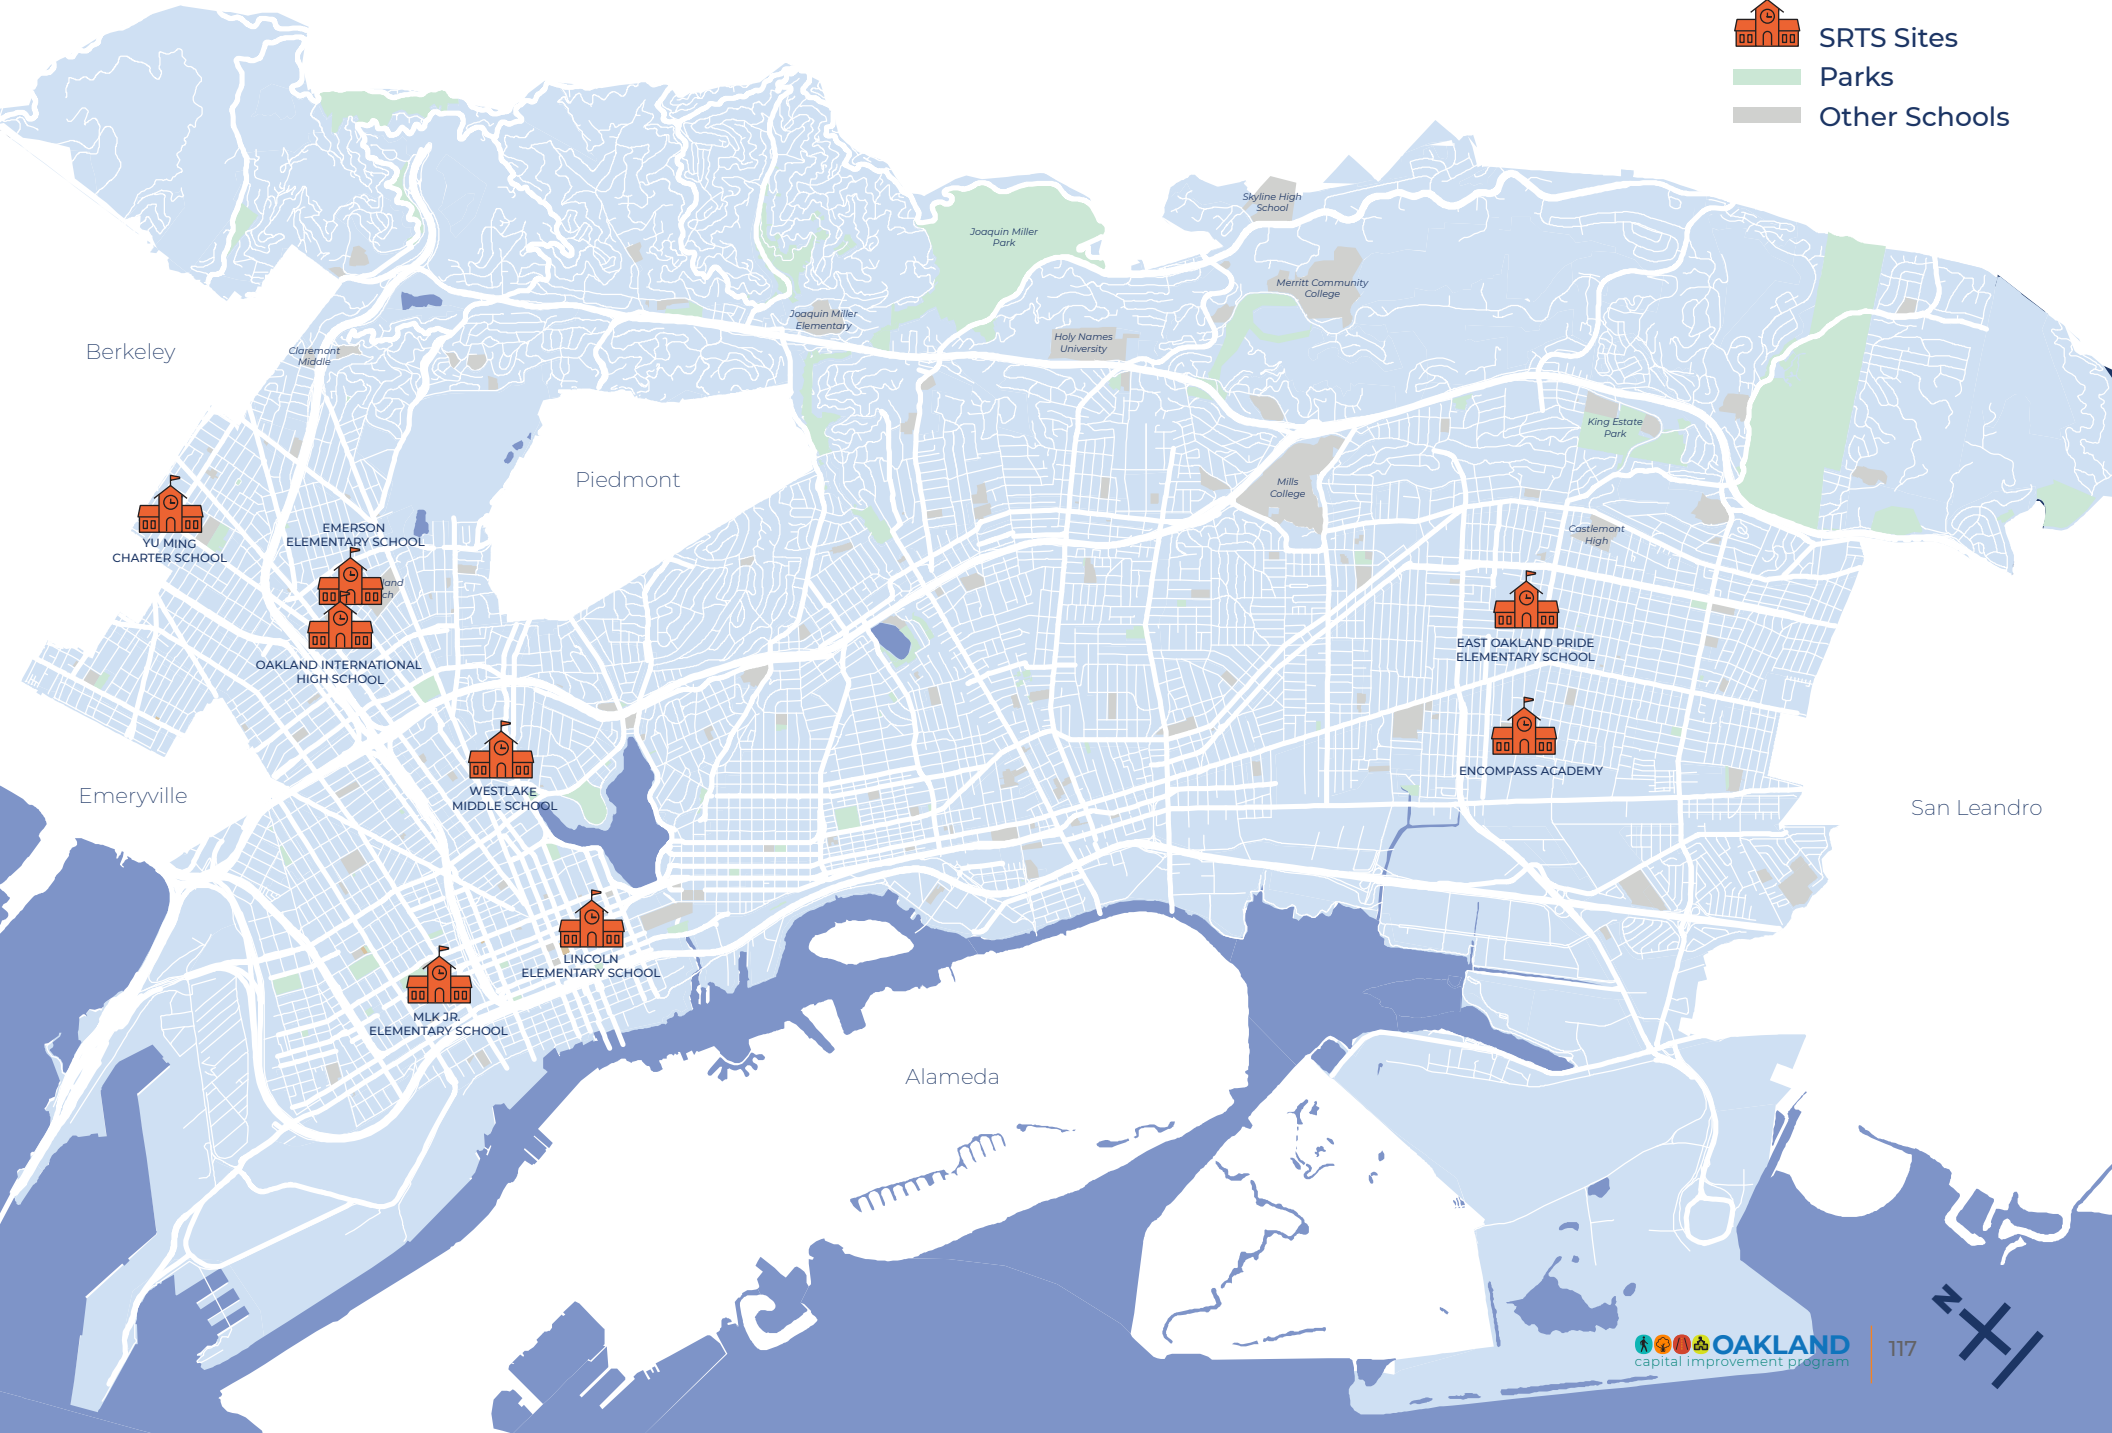 SRTS Sites
Parks
Other Schools
Skyline High
School
Joaquin Miller
Park
Merritt Community
College
Joaquin Miller
Elementary
Holy Names
University
Berkeley
Claremont
Middle
King Estate
Park
Piedmont
Mills
College
EMERSON
ELEMENTARY SCHOOL
Castlemont
High
YU MING
CHARTER SCHOOL
land
ch
EAST OAKLAND PRIDE
ELEMENTARY SCHOOL
OAKLAND INTERNATIONAL
HIGH SCHOOL
ENCOMPASS ACADEMY
Emeryville
WESTLAKE
MIDDLE SCHOOL
San Leandro
LINCOLN
ELEMENTARY SCHOOL
MLK JR.
ELEMENTARY SCHOOL
Alameda
N
OAKLAND
capital improvement program
117